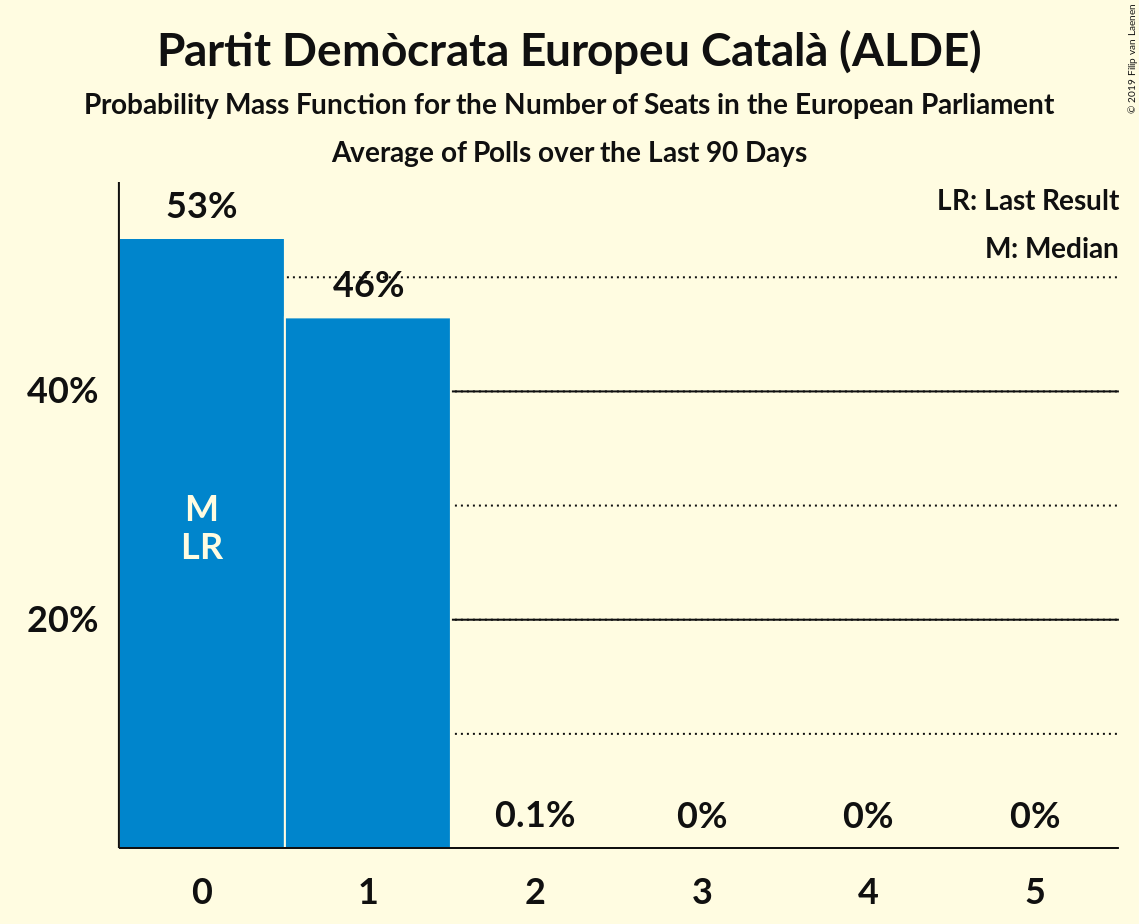 Partit Demòcrata Europeu Català (ALDE)
Probability Mass Function for the Number of Seats in the European Parliament
Average of Polls over the Last 90 Days
© 2019 Filip van Laenen
LR: Last Result
M: Median
53%
46%
40%
M
LR
20%
0.1%
0%
0%
0%
0
1
2
3
4
5